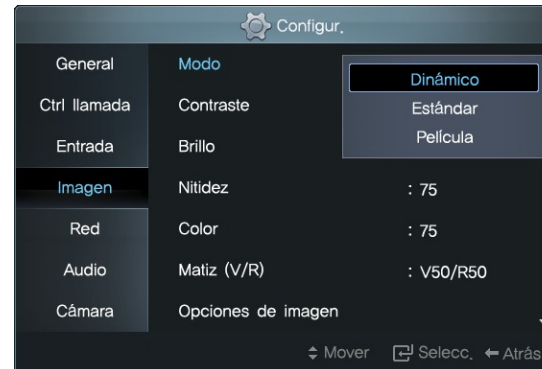 Configur.
General
Ctrl llamada
Entrada
Imagen
Red
Audio
Cámara
Modo
Contraste
Brillo
Nitidez : 75
Color : 75
Matiz (V/R) : V50/R50
Opciones de imagen
Dinámico
Estándar
Película
Mover Selecc. Atrás